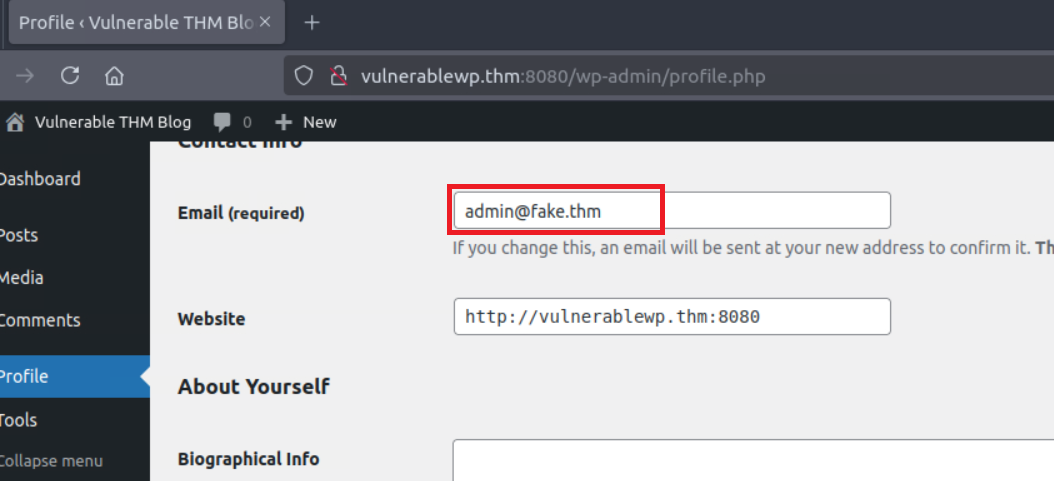 Profile ‹ Vulnerable THM Blo
vulnerablewp.thm:8080/wp-admin/profile.php
Vulnerable THM Blog 0 New
Contact Info
Dashboard
Email (required) admin@fake.thm
Posts
If you change this, an email will be sent at your new address to confirm it. Th
Media
Comments
Website http://vulnerablewp.thm:8080
Profile
About Yourself
Tools
Collapse menu
Biographical Info